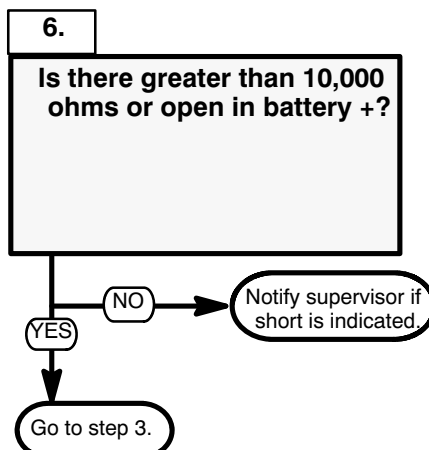 6.
Is there greater than 10,000
ohms or open in battery +?
NO
Notify supervisor if
short is indicated.
YES
Go to step 3.